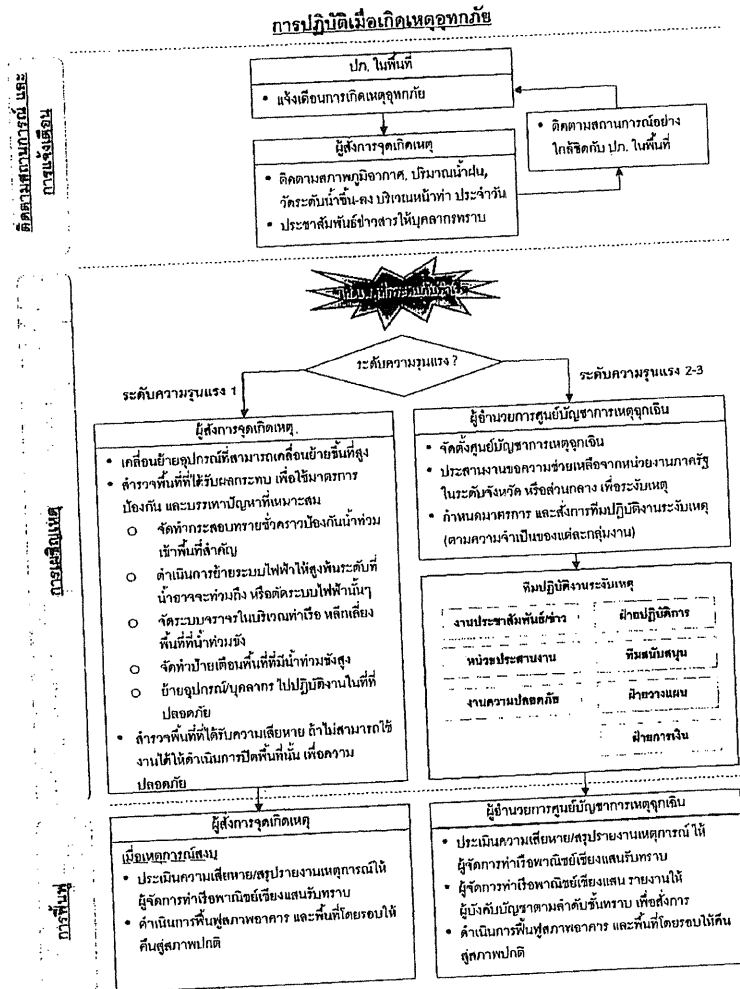 การปฏิบัติเมื่อเกิดเหตุอุทกภัย
ติดตามสถานการณ์ และ
การแจ้งเตือน
ปภ. ในพื้นที่
• แจ้งเตือนการเกิดเหตุอุทกภัย
• ติดตามสถานการณ์อย่าง
ใกล้ชิดกับ ปภ. ในพื้นที่
ผู้สั่งการจุดเกิดเหตุ
• ติดตามสภาพภูมิอากาศ, ปริมาณน้ำฝน,
วัดระดับน้ำขึ้น-ลง บริเวณหน้าท่า ประจำวัน
• ประชาสัมพันธ์ข่าวสารให้บุคลากรทราบ
การเผชิญเหตุ
ระดับความรุนแรง ?
ระดับความรุนแรง 1
ระดับความรุนแรง 2-3
ผู้สั่งการจุดเกิดเหตุ
• เคลื่อนย้ายอุปกรณ์ที่สามารถเคลื่อนย้ายขึ้นที่สูง
• สำรวจพื้นที่ที่ได้รับผลกระทบ เพื่อใช้มาตรการ
ป้องกัน และบรรเทาปัญหาที่เหมาะสม
o จัดทำกระสอบทรายชั่วคราวป้องกันน้ำท่วม
เข้าพื้นที่สำคัญ
o ดำเนินการย้ายระบบไฟฟ้าให้สูงพ้นระดับที่
น้ำอาจจะท่วมถึง หรือตัดระบบไฟฟ้านั้นๆ
o จัดระบบจราจรในบริเวณท่าเรือ หลีกเลี่ยง
พื้นที่ที่น้ำท่วมขัง
o จัดทำป้ายเตือนพื้นที่ที่มีน้ำท่วมขังสูง
o ย้ายอุปกรณ์/บุคลากร ไปปฏิบัติงานในที่ที่
ปลอดภัย
• สำรวจพื้นที่ที่ได้รับความเสียหาย ถ้าไม่สามารถใช้
งานได้ให้ดำเนินการปิดพื้นที่นั้น เพื่อความ
ปลอดภัย
ผู้อำนวยการศูนย์บัญชาการเหตุฉุกเฉิน
• จัดตั้งศูนย์บัญชาการเหตุฉุกเฉิน
• ประสานงานขอความช่วยเหลือจากหน่วยงานภาครัฐ
ในระดับจังหวัด หรือส่วนกลาง เพื่อระงับเหตุ
• กำหนดมาตรการ และสั่งการทีมปฏิบัติงานระงับเหตุ
(ตามความจำเป็นของแต่ละกลุ่มงาน)
ทีมปฏิบัติงานระงับเหตุ
งานประชาสัมพันธ์/ข่าว
ฝ่ายปฏิบัติการ
หน่วยประสานงาน
ทีมสนับสนุน
งานความปลอดภัย
ฝ่ายวางแผน
ฝ่ายการเงิน
การฟื้นฟู
ผู้สั่งการจุดเกิดเหตุ
เมื่อเหตุการณ์สงบ
• ประเมินความเสียหาย/สรุปรายงานเหตุการณ์ให้
ผู้จัดการท่าเรือพาณิชย์เชียงแสนรับทราบ
• ดำเนินการฟื้นฟูสภาพอาคาร และพื้นที่โดยรอบให้
คืนสู่สภาพปกติ
ผู้อำนวยการศูนย์บัญชาการเหตุฉุกเฉิน
• ประเมินความเสียหาย/สรุปรายงานเหตุการณ์ ให้
ผู้จัดการท่าเรือพาณิชย์เชียงแสนรับทราบ
• ผู้จัดการท่าเรือพาณิชย์เชียงแสน รายงานให้
ผู้บังคับบัญชาตามลำดับชั้นทราบ เพื่อสั่งการ
• ดำเนินการฟื้นฟูสภาพอาคาร และพื้นที่โดยรอบให้คืน
สู่สภาพปกติ